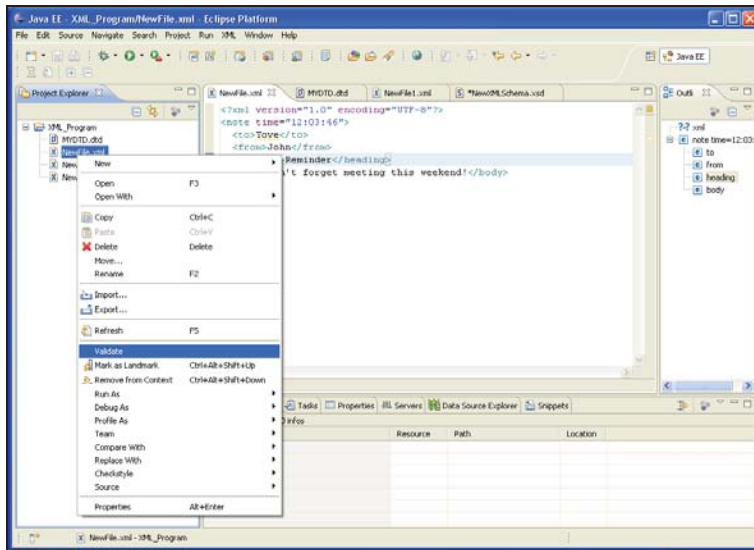 Java EE - XML_Program/NewFile.xml - Eclipse Platform
File Edit Source Navigate Search Project Run XML Window Help
Java EE
Project Explorer
NewFile.xml MYDTD.dtd NewFile1.xml *NewXMLSchema.xsd
Outli
<?xml version="1.0" encoding="UTF-8"?>
<note time="12:03:46">
<to>Tove</to>
<from>John</from>
Reminder</heading>
't forget meeting this weekend!</body>
XML_Program
MYDTD.dtd
NewFile.xml
New
New
?-? xml
note time=12:03:
to
from
heading
body
New
Open F3
Open With
Copy Ctrl+C
Paste Ctrl+V
Delete Delete
Move...
Rename F2
Import...
Export...
Refresh F5
Validate
Mark as Landmark Ctrl+Alt+Shift+Up
Remove from Context Ctrl+Alt+Shift+Down
Run As
Debug As
Profile As
Team
Compare With
Replace With
Checkstyle
Source
Properties Alt+Enter
Tasks Properties Servers Data Source Explorer Snippets
0 infos
Resource Path Location
NewFile.xml - XML_Program